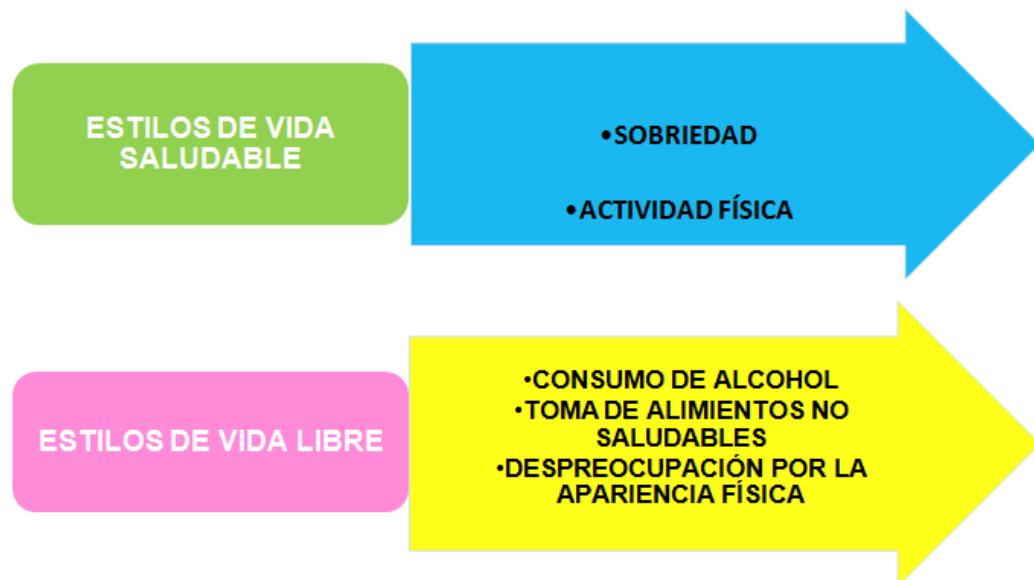 ESTILOS DE VIDA
SALUDABLE
•SOBRIEDAD
•ACTIVIDAD FÍSICA
ESTILOS DE VIDA LIBRE
•CONSUMO DE ALCOHOL
•TOMA DE ALIMIENTOS NO
SALUDABLES
•DESPREOCUPACIÓN POR LA
APARIENCIA FÍSICA